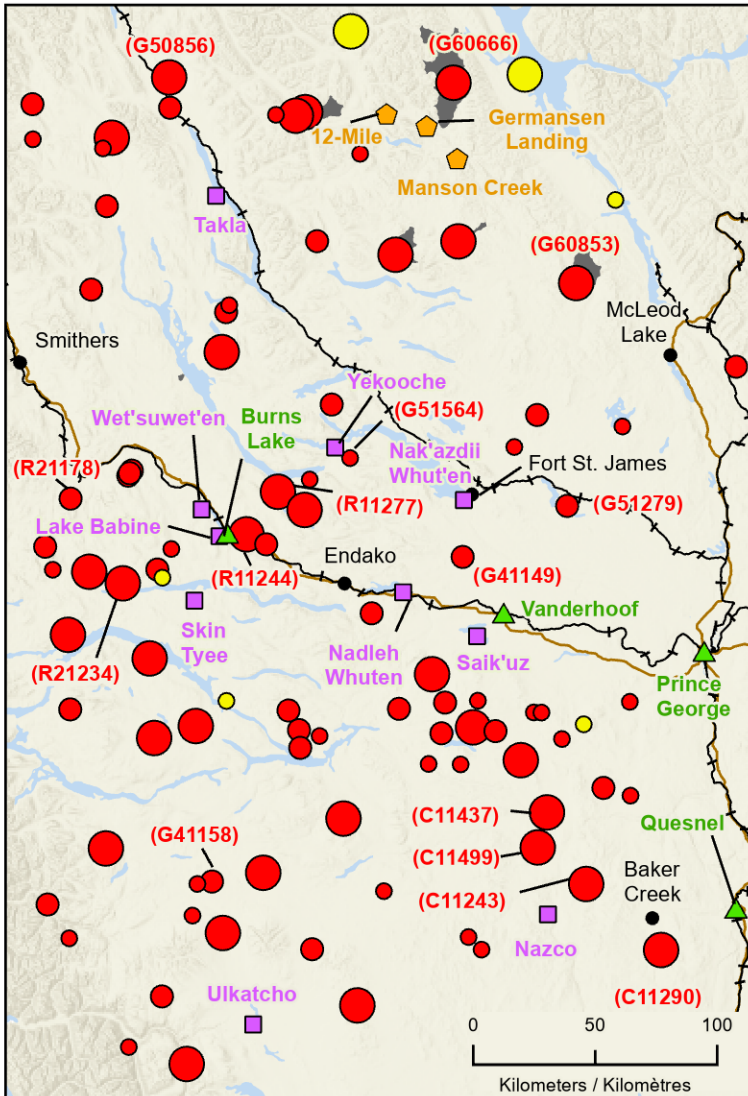 (G50856)
(G60666)
12-Mile
Germansen
Landing
Manson Creek
Takla
(G60853)
McLeod
Lake
Smithers
Yekooche
Burns
Lake
Wet'suwet'en
(G51564)
Nak'azdii
Whut'en
Fort St. James
(R21178)
(R11277)
(G51279)
Lake Babine
Endako
(R11244)
(G41149)
Skin
Tyee
Nadleh
Whuten
Vanderhoof
Saik'uz
(R21234)
Prince
George
(C11437)
(G41158)
Quesnel
(C11499)
(C11243)
Baker
Creek
Nazco
Ulkatcho
(C11290)
0 50 100
Kilometers / Kilomètres